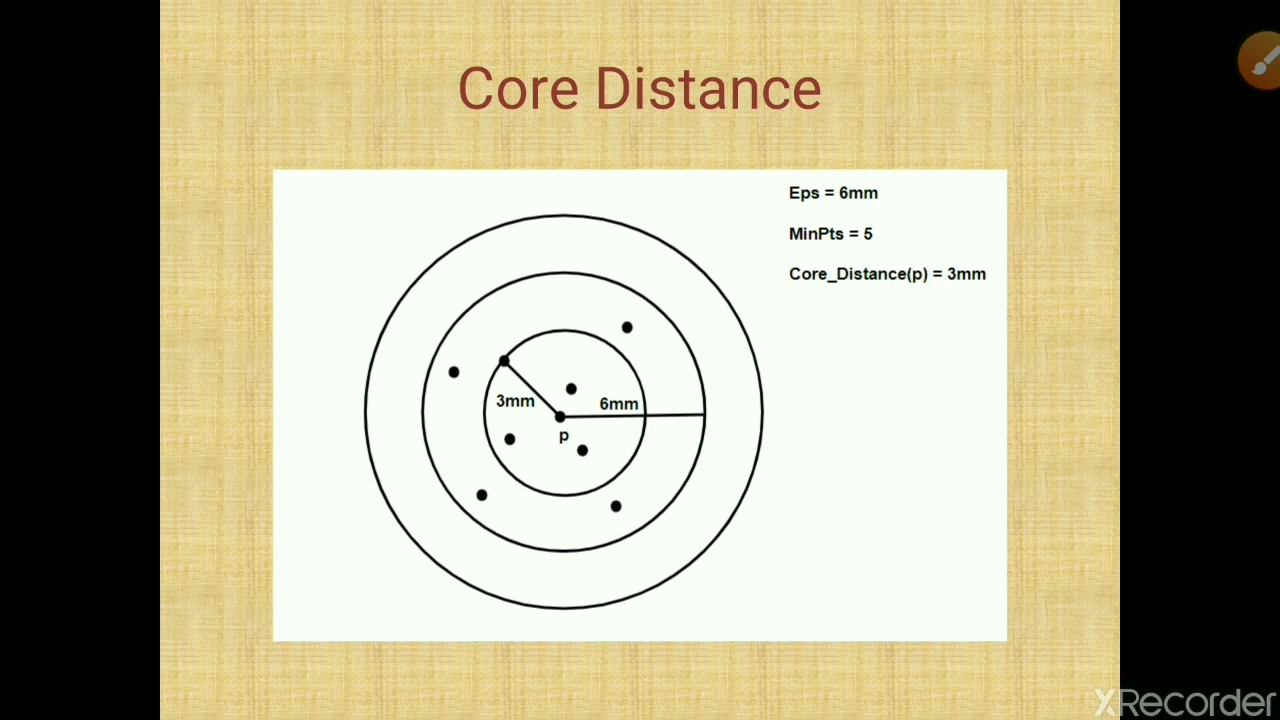 Core Distance
Eps = 6mm
MinPts = 5
Core_Distance(p) = 3mm
3mm
6mm
p
XRecorder